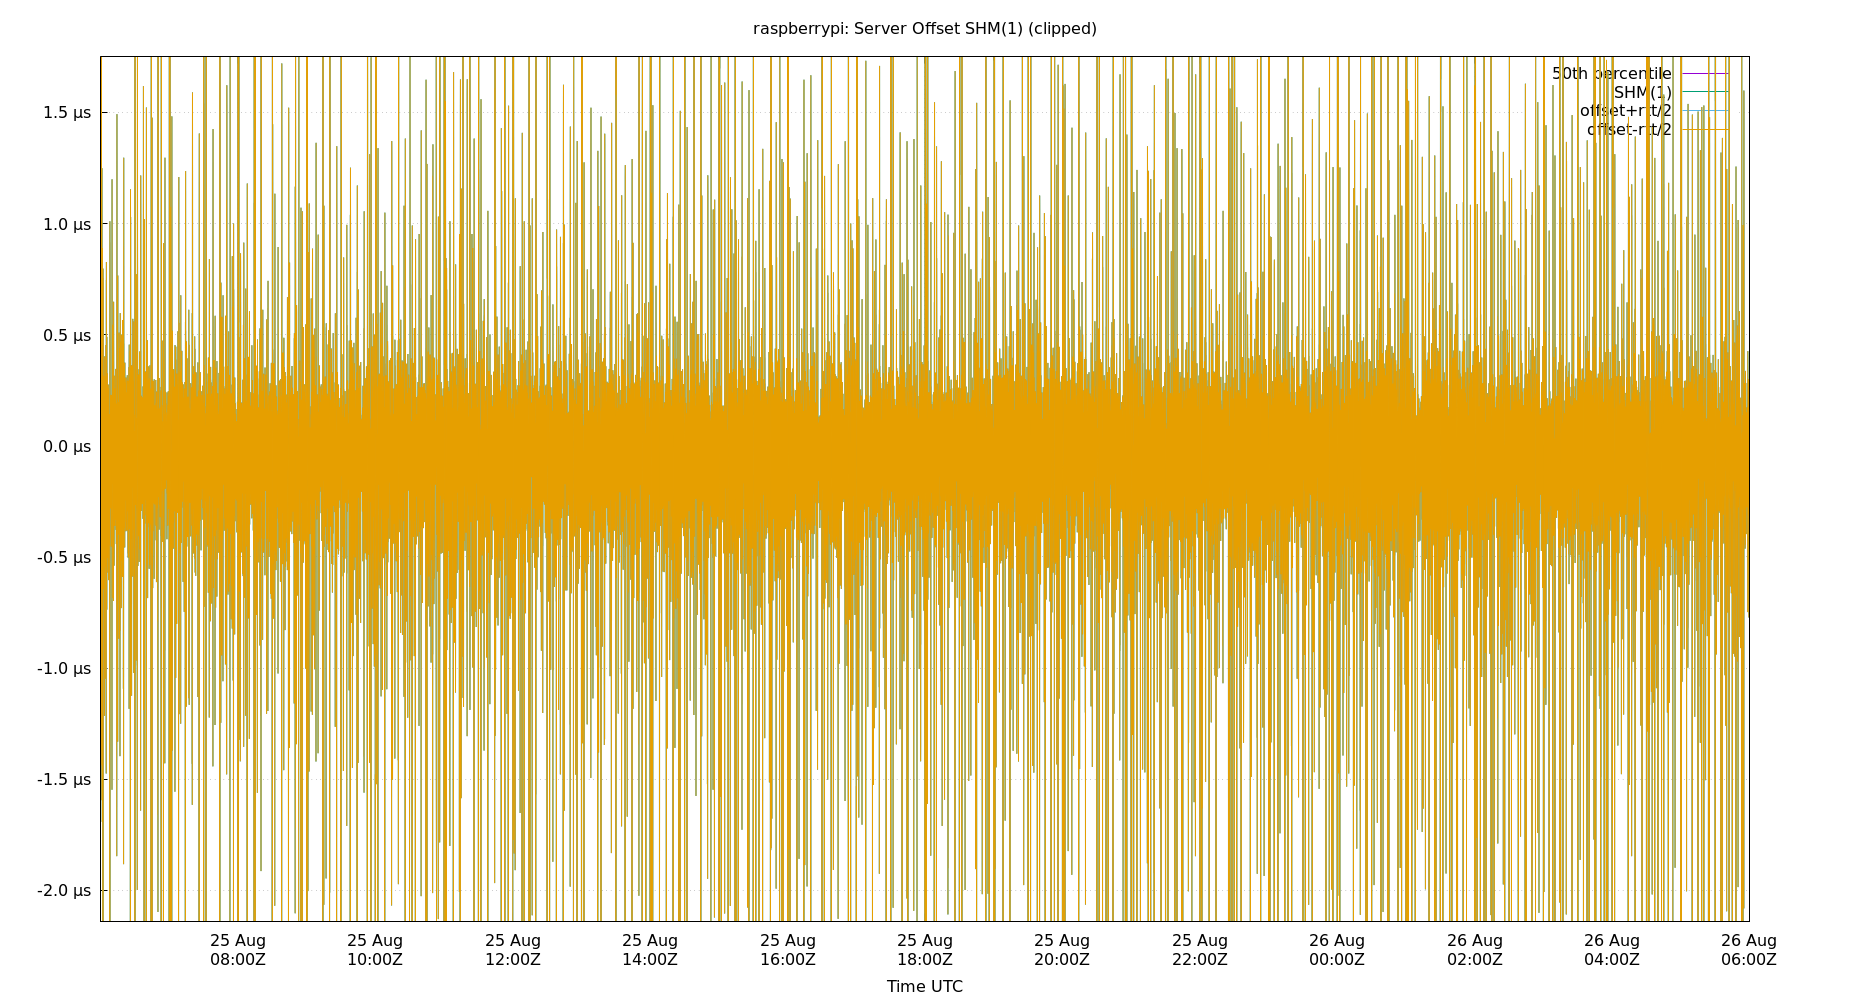 raspberrypi: Server Offset SHM(1) (clipped)
50th percentile
SHM(1)
offset+rtt/2
offset-rtt/2
1.5 µs
1.0 µs
0.5 µs
0.0 µs
-0.5 µs
-1.0 µs
-1.5 µs
-2.0 µs
25 Aug 25 Aug 25 Aug 25 Aug 25 Aug 25 Aug 25 Aug 25 Aug 26 Aug 26 Aug 26 Aug 26 Aug
08:00Z 10:00Z 12:00Z 14:00Z 16:00Z 18:00Z 20:00Z 22:00Z 00:00Z 02:00Z 04:00Z 06:00Z
Time UTC